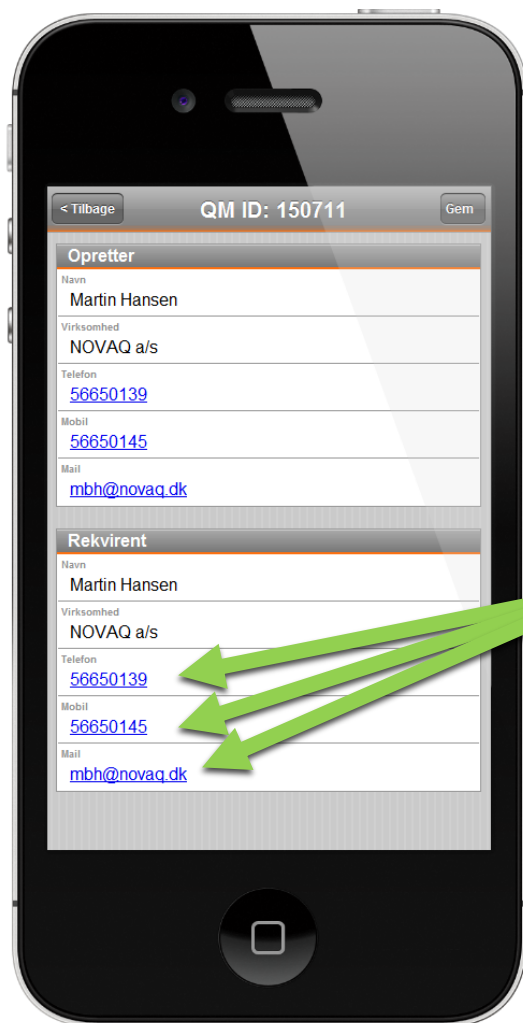 < Tilbage QM ID: 150711 Gem
Opretter
Navn
Martin Hansen
Virksomhed
NOVAQ a/s
Telefon
56650139
Mobil
56650145
Mail
mbh@novaq.dk
Rekvirent
Navn
Martin Hansen
Virksomhed
NOVAQ a/s
Telefon
56650139
Mobil
56650145
Mail
mbh@novaq.dk